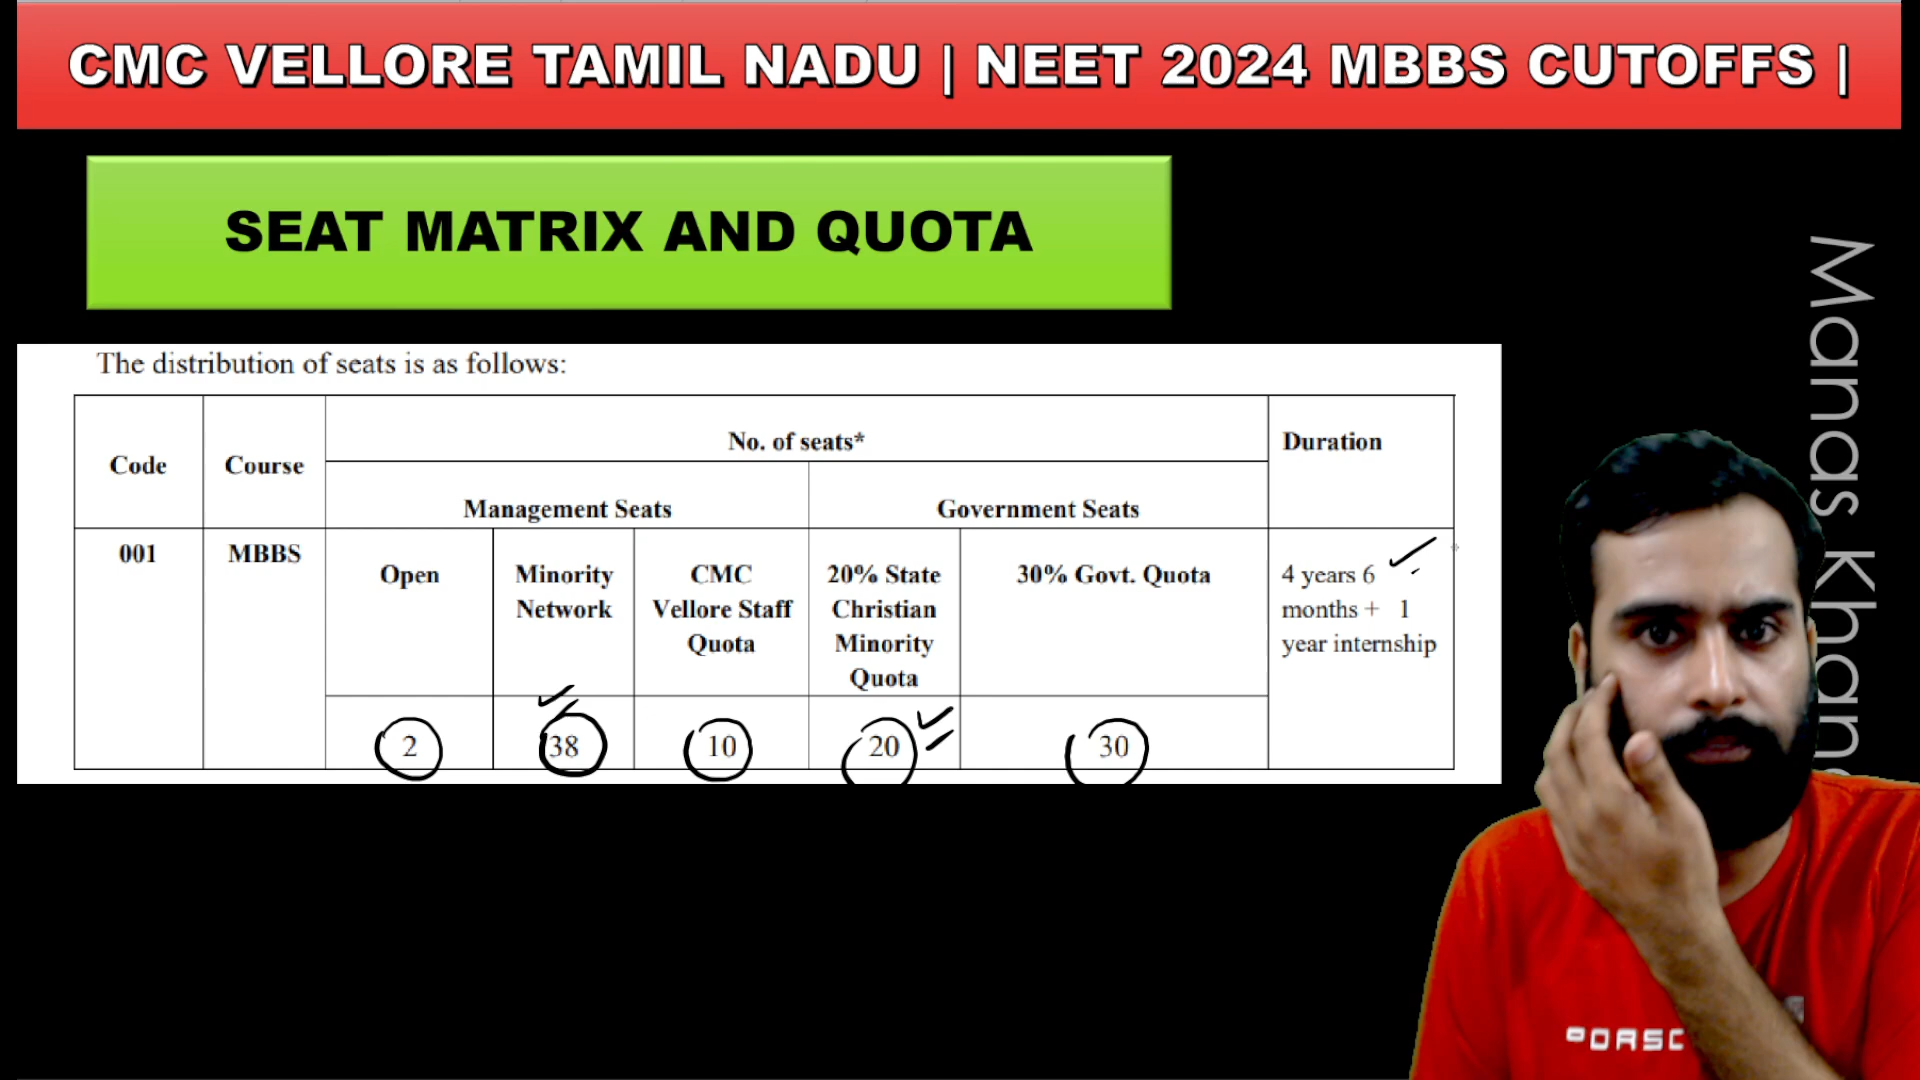 CMC VELLORE TAMIL NADU | NEET 2024 MBBS CUTOFFS |
SEAT MATRIX AND QUOTA
The distribution of seats is as follows:
Code
Course
No. of seats*
Duration
Management Seats
Government Seats
001
MBBS
Open
Minority
Network
CMC
Vellore Staff
Quota
20% State
Christian
Minority
Quota
30% Govt. Quota
4 years 6
months + 1
year internship
2
38
10
20
30
Manas Khan